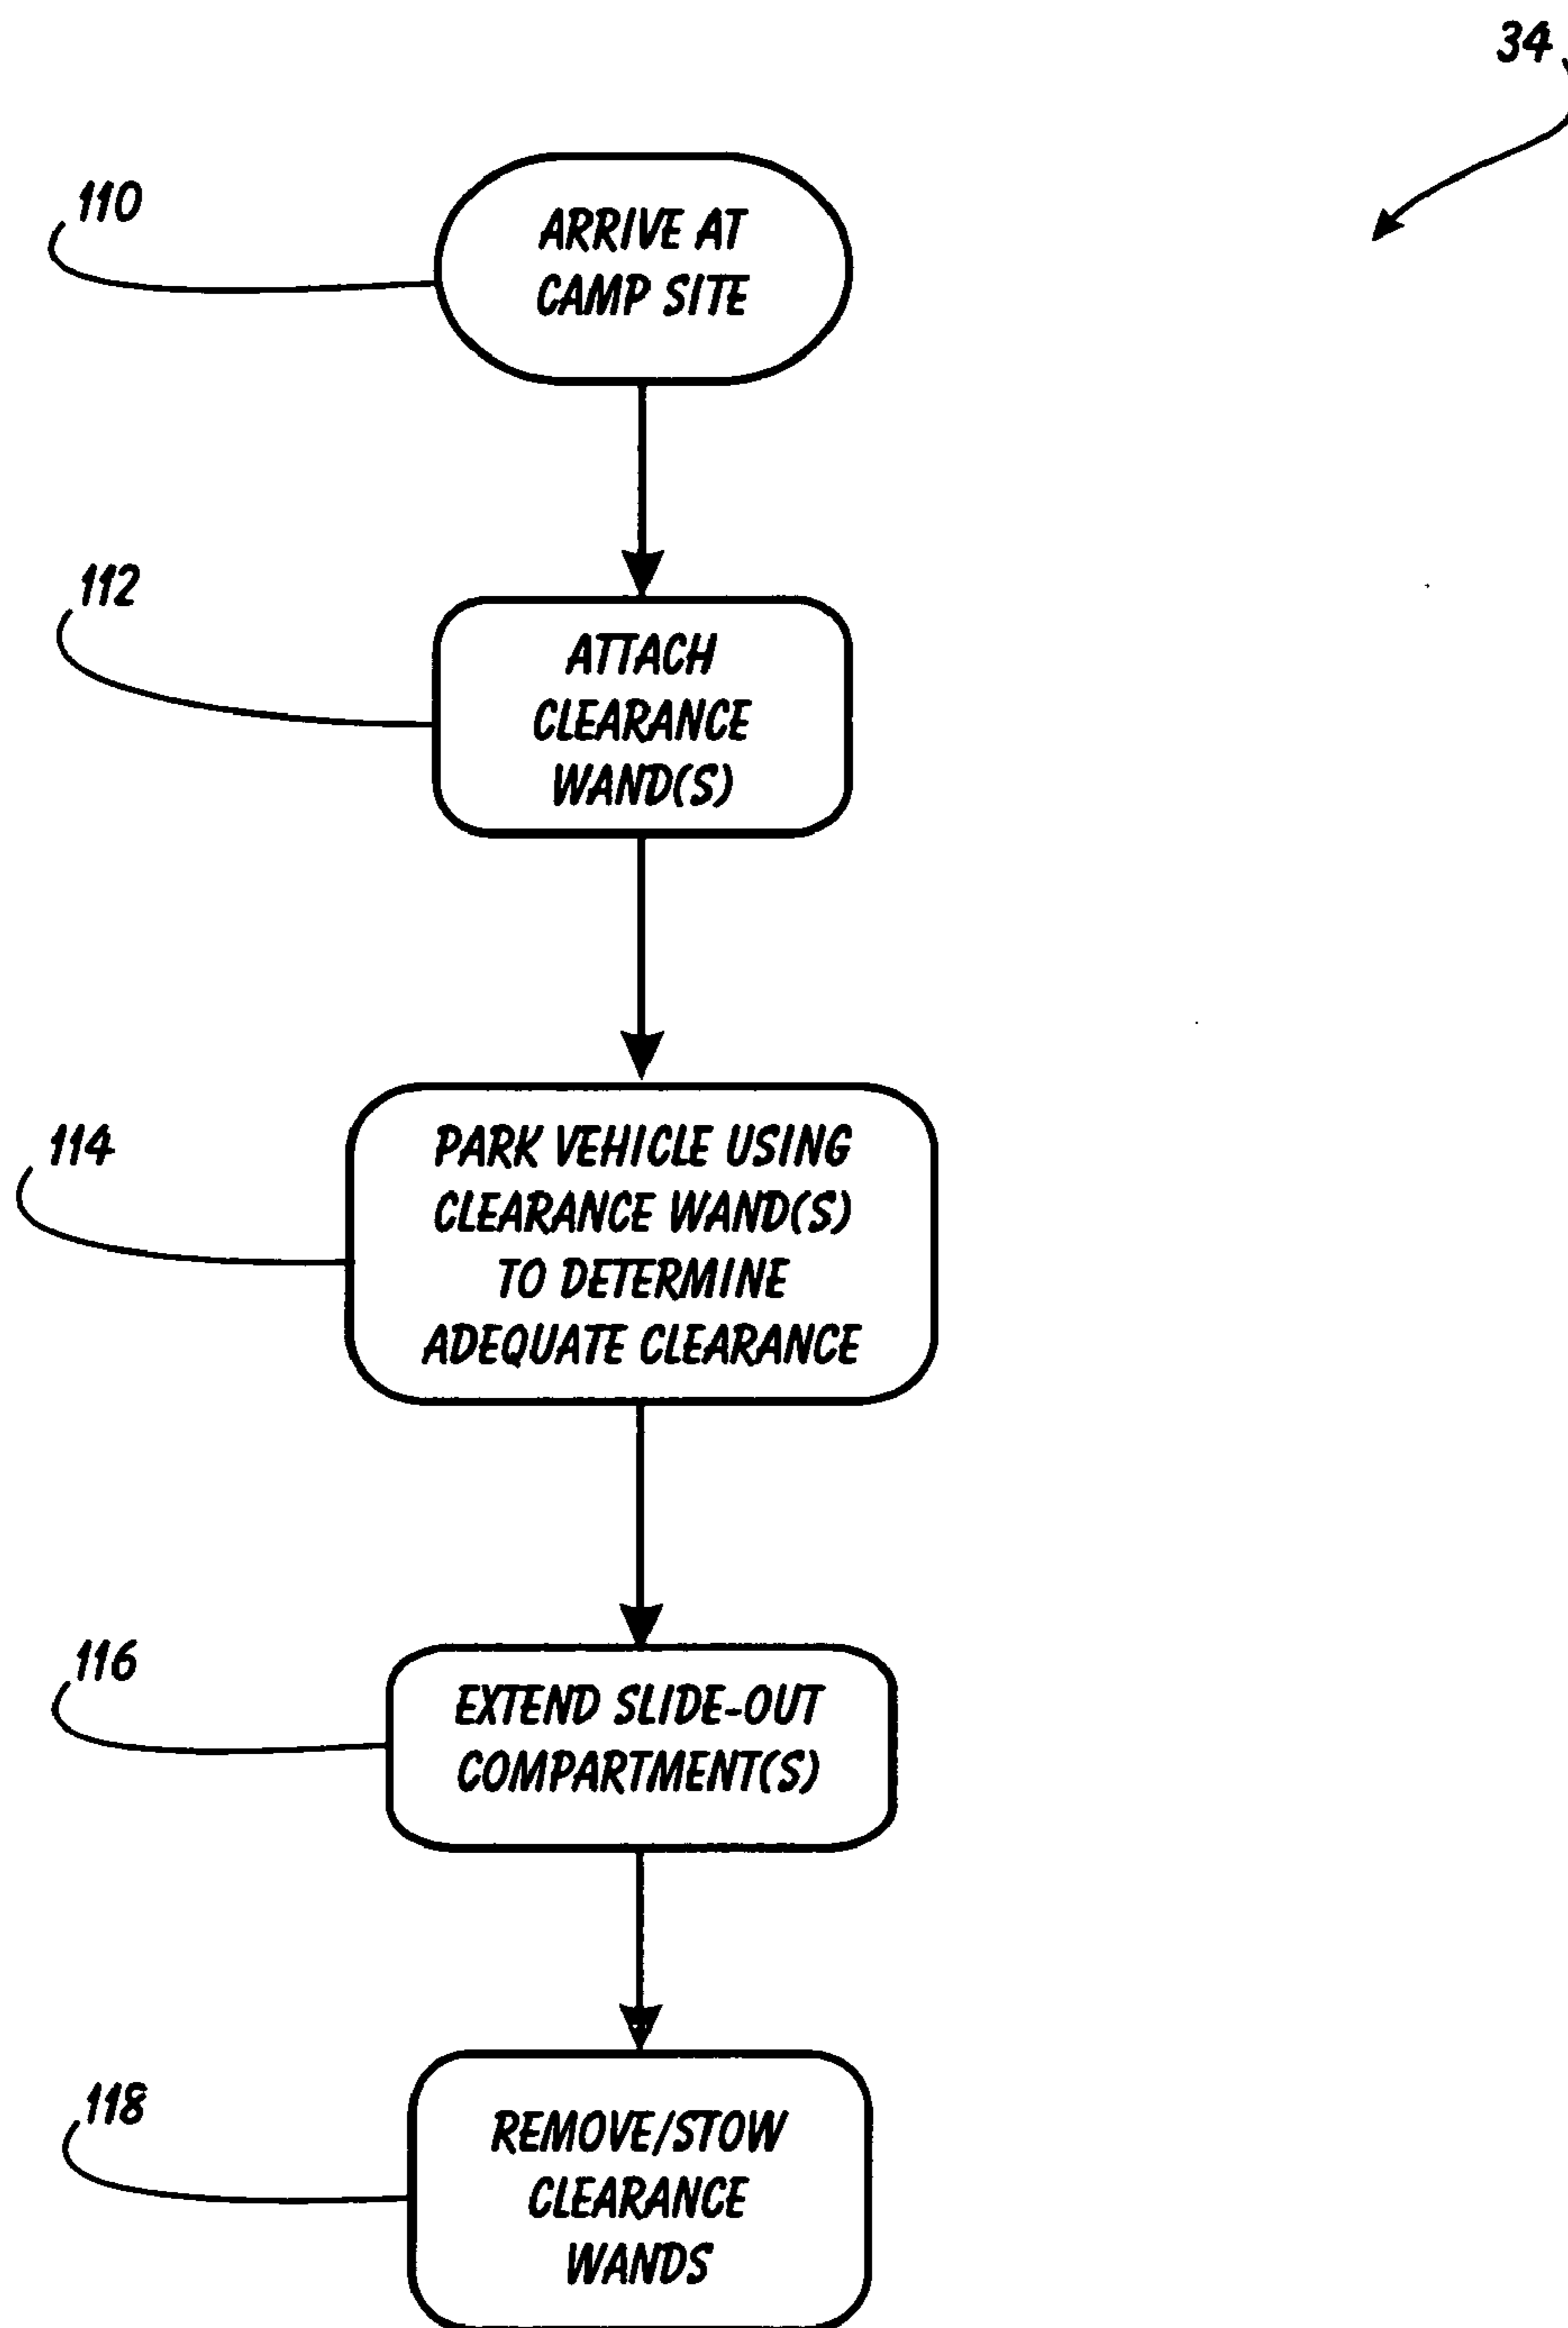 34
110
ARRIVE AT
CAMP SITE
112
ATTACH
CLEARANCE
WAND(S)
114
PARK VEHICLE USING
CLEARANCE WAND(S)
TO DETERMINE
ADEQUATE CLEARANCE
116
EXTEND SLIDE-OUT
COMPARTMENT(S)
118
REMOVE/STOW
CLEARANCE
WANDS